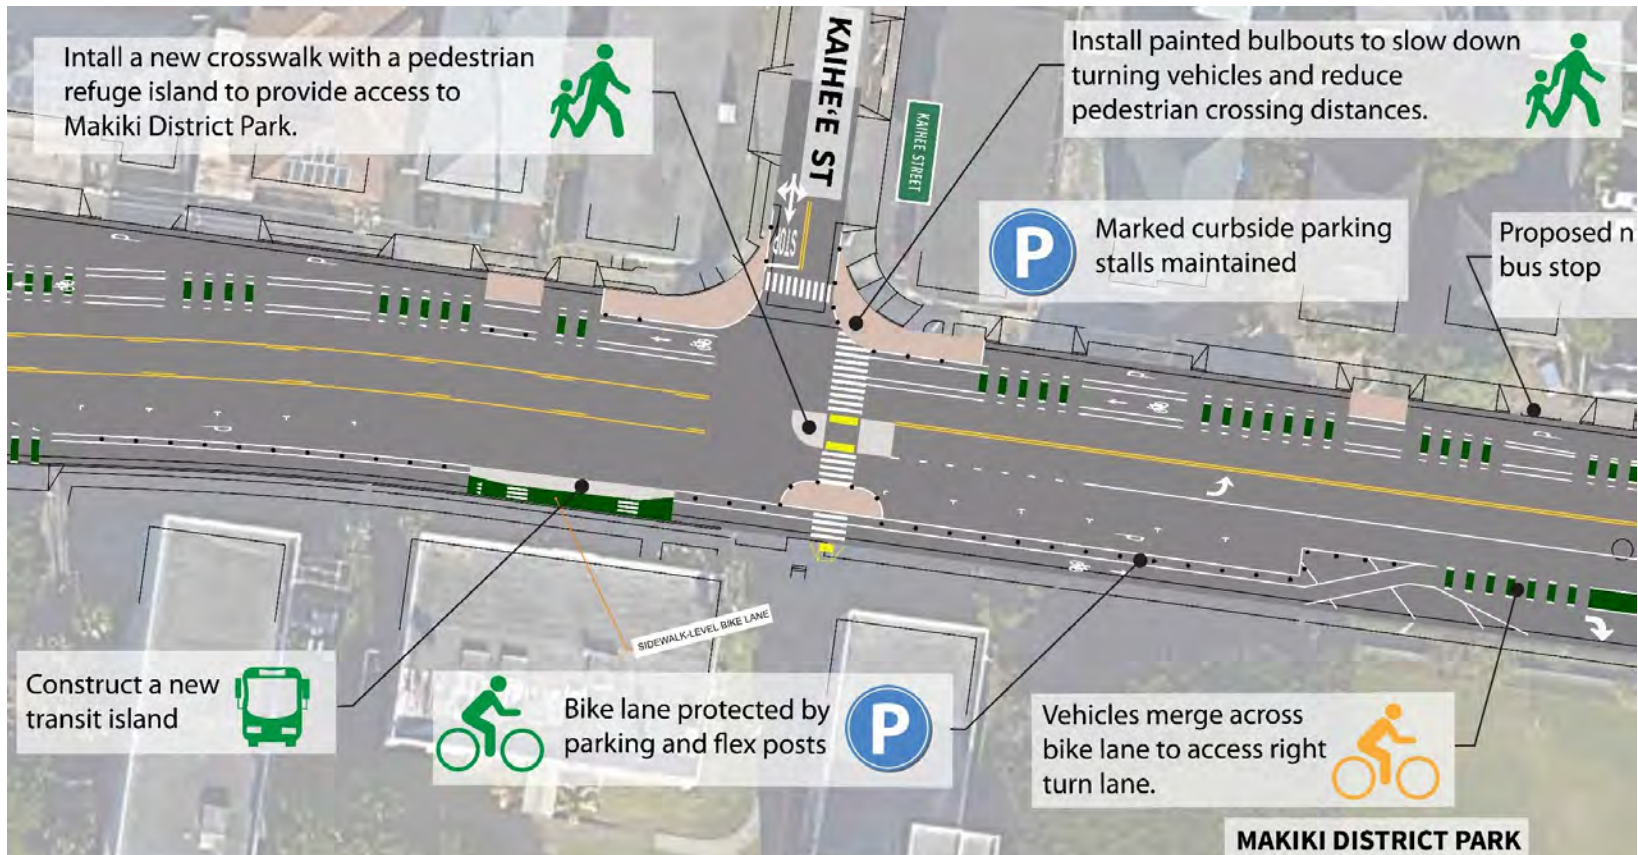 Intall a new crosswalk with a pedestrian
refuge island to provide access to
Makiki District Park.
KAIHE‘E ST
KAIHEE STREET
STOP
Install painted bulbouts to slow down
turning vehicles and reduce
pedestrian crossing distances.
P
Marked curbside parking
stalls maintained
Proposed n
bus stop
SIDEWALK-LEVEL BIKE LANE
Construct a new
transit island
Bike lane protected by
parking and flex posts
P
Vehicles merge across
bike lane to access right
turn lane.
MAKIKI DISTRICT PARK